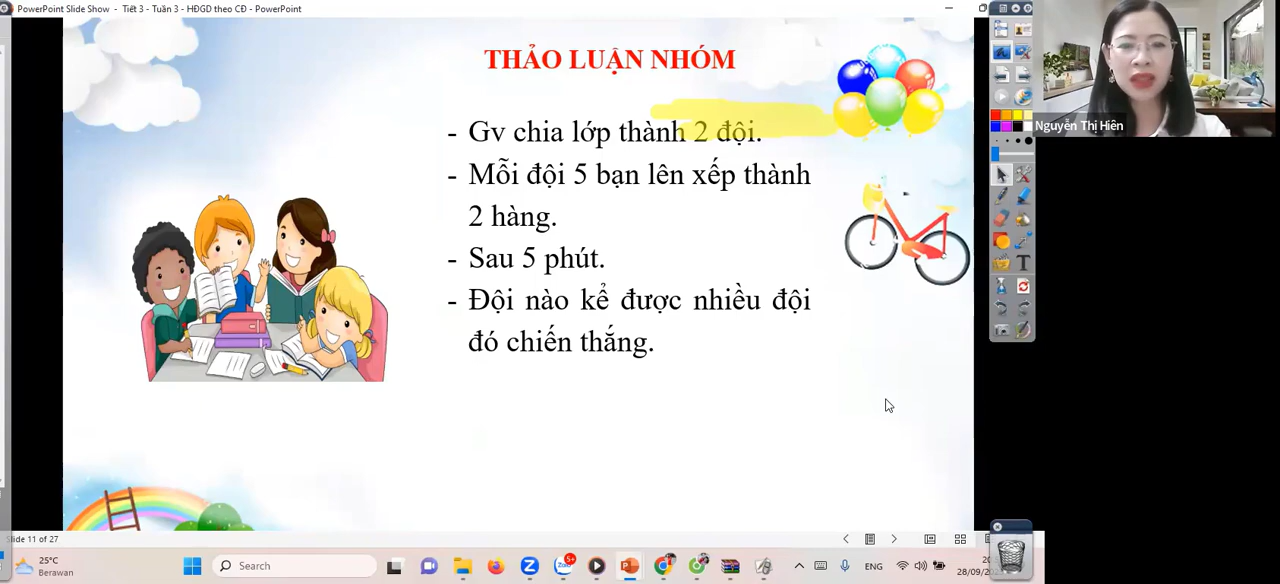 PowerPoint Slide Show - Tiết 3 - Tuần 3 - HĐGD theo CĐ - PowerPoint
THẢO LUẬN NHÓM
- Gv chia lớp thành 2 đội.
- Mỗi đội 5 bạn lên xếp thành
2 hàng.
- Sau 5 phút.
- Đội nào kể được nhiều đội
đó chiến thắng.
Nguyễn Thị Hiên
Slide 11 of 27
25°C
Berawan
Search
5+
Zalo
ENG
28/09/